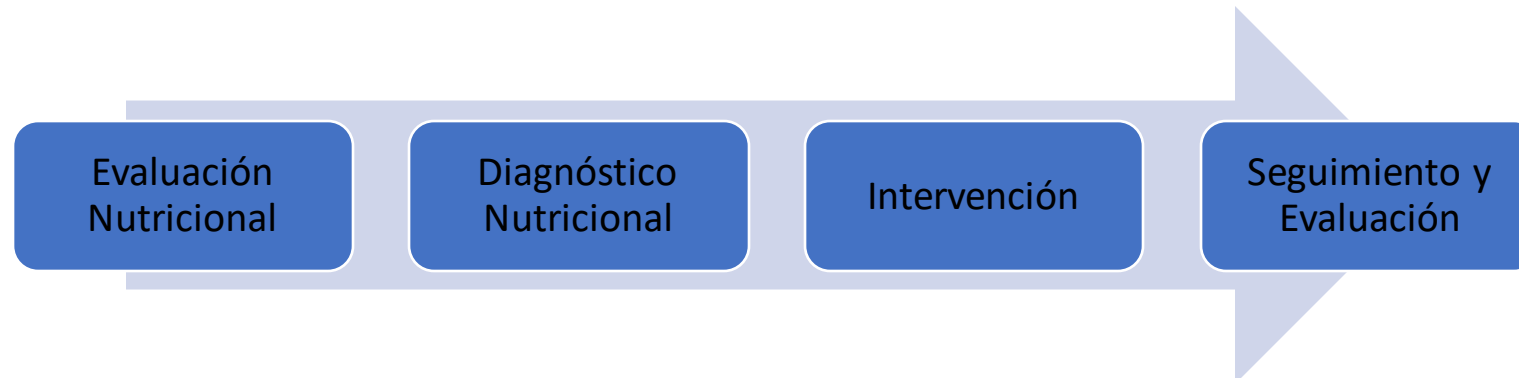 Evaluación
Nutricional
Diagnóstico
Nutricional
Intervención
Seguimiento y
Evaluación